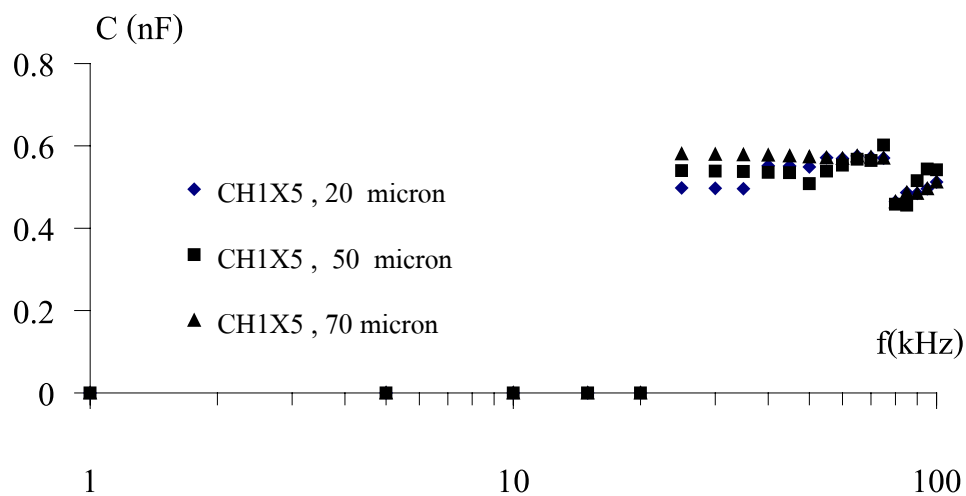 C (nF)
0.8
0.6
0.4
0.2
0
CH1X5 , 20 micron
CH1X5 , 50 micron
CH1X5 , 70 micron
f(kHz)
1 10 100